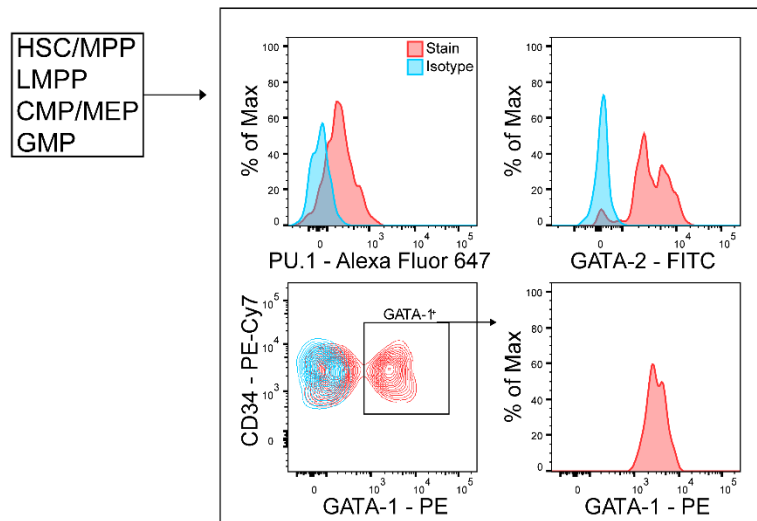 HSC/MPP
LMPP
CMP/MEP
GMP
% of Max
100
80
60
40
20
0
Stain
Isotype
0 10³ 10⁴ 10⁵
PU.1 - Alexa Fluor 647
% of Max
100
80
60
40
20
0
0 10³ 10⁴ 10⁵
GATA-2 - FITC
CD34 - PE-Cy7
10⁵
10⁴
10³
0
GATA-1⁺
0 10³ 10⁴ 10⁵
GATA-1 - PE
% of Max
100
80
60
40
20
0
0 10³ 10⁴ 10⁵
GATA-1 - PE